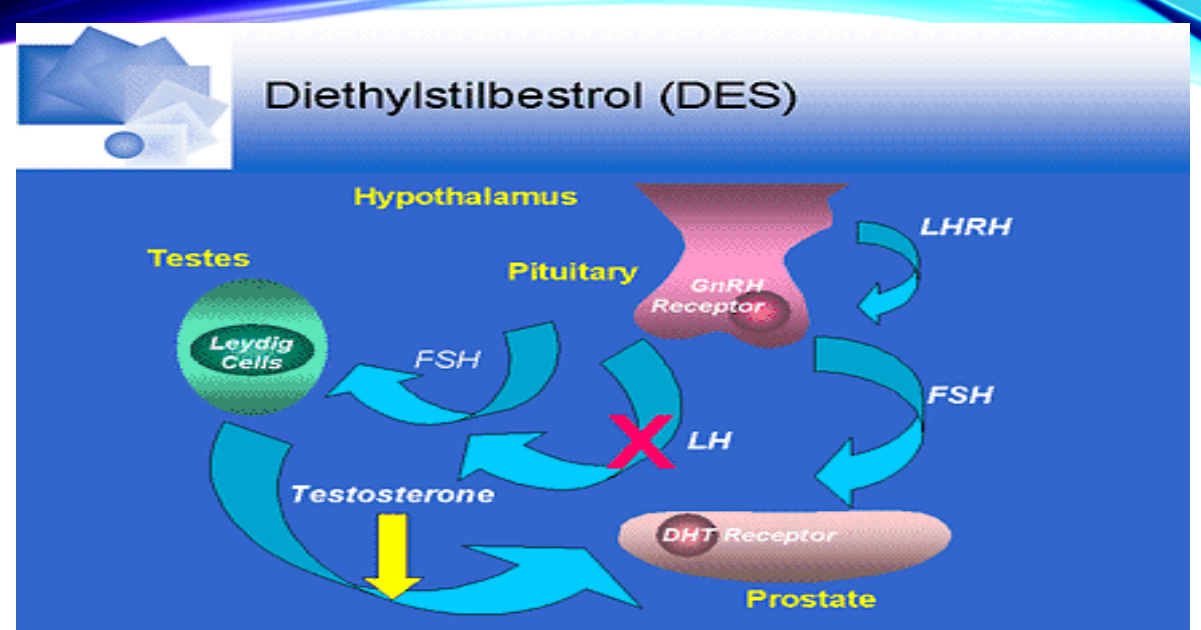 Diethylstilbestrol (DES)
Hypothalamus
LHRH
Testes
Pituitary
GnRH
Receptor
Leydig
Cells
FSH
FSH
LH
Testosterone
DHT Receptor
Prostate